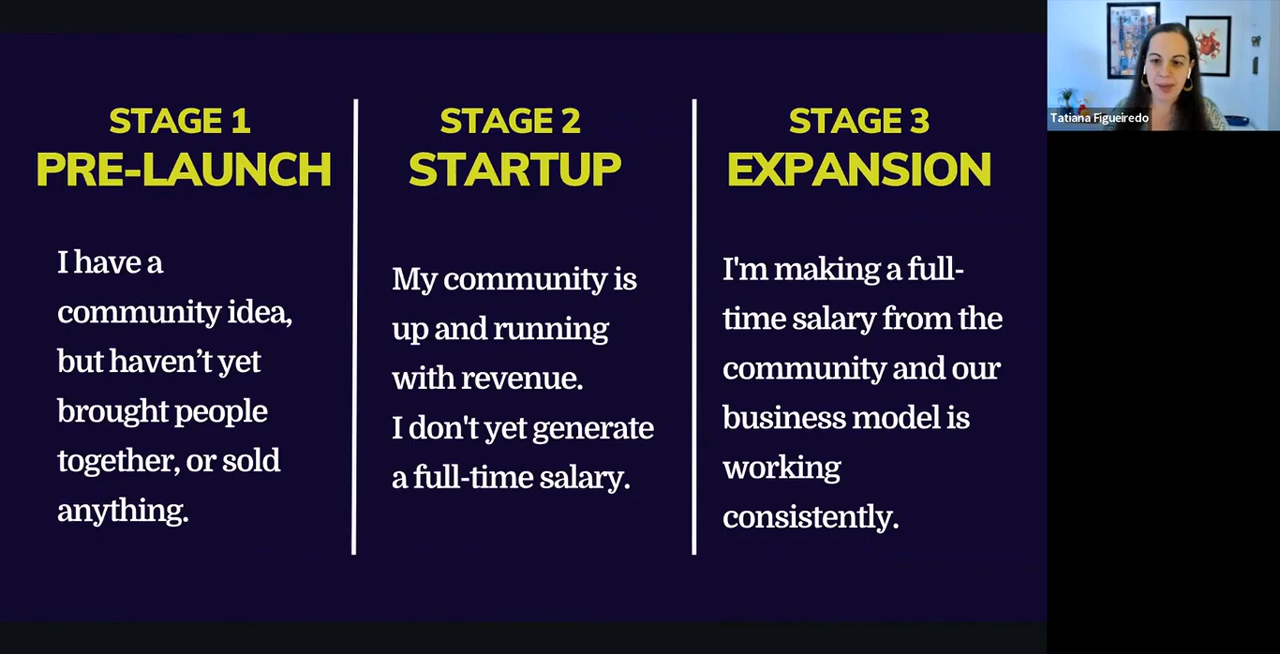 STAGE 1
PRE-LAUNCH
I have a
community idea,
but haven’t yet
brought people
together, or sold
anything.
STAGE 2
STARTUP
My community is
up and running
with revenue.
I don't yet generate
a full-time salary.
STAGE 3
EXPANSION
I'm making a full-
time salary from the
community and our
business model is
working
consistently.
Tatiana Figueiredo